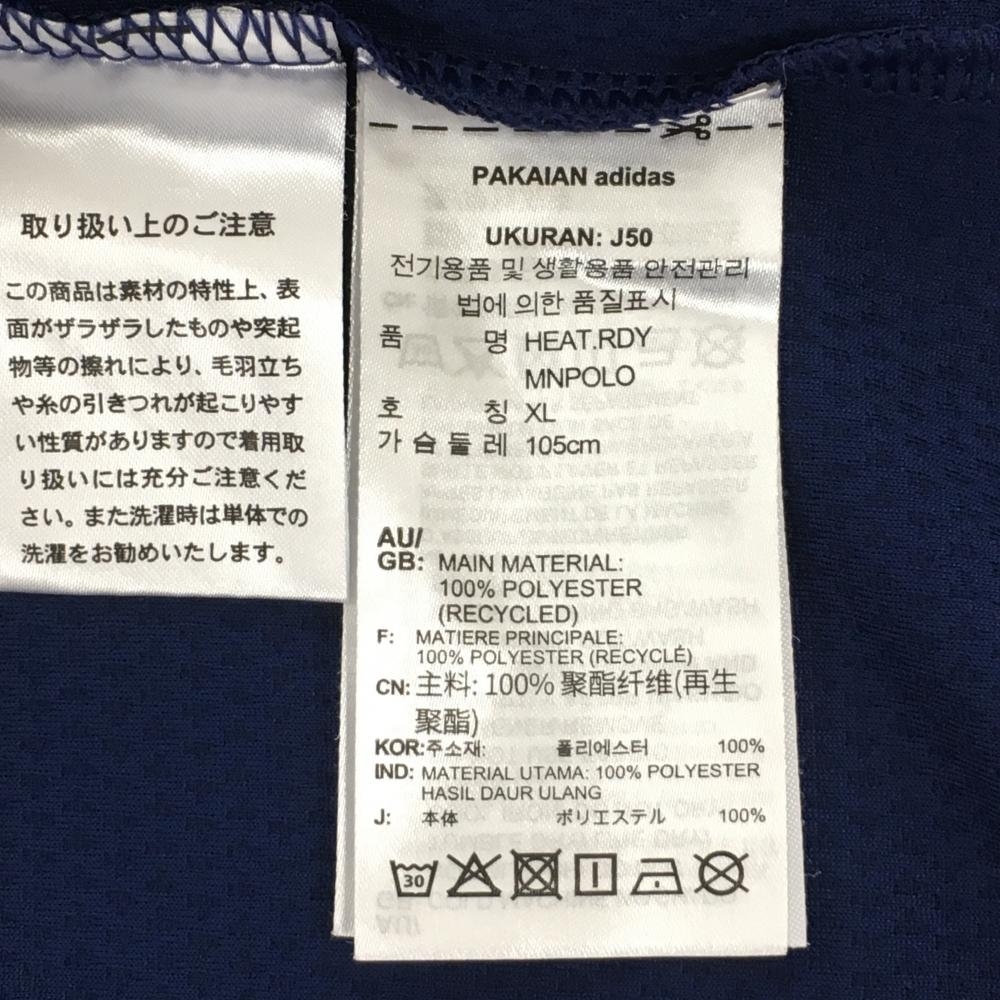 取り扱い上のご注意
この商品は素材の特性上、表
面がザラザラしたものや突起
物等の擦れにより、毛羽立ち
や糸の引きつれが起こりやす
い性質がありますので着用取
り扱いには充分ご注意くだ
さい。また洗濯時は単体での
洗濯をお勧めいたします。
PAKAIAN adidas
UKURAN: J50
전기용품 및 생활용품 안전관리
법에 의한 품질표시
품 명 HEAT.RDY
MNPOLO
호 칭 XL
가 슴 둘 레 105cm
AU/
GB: MAIN MATERIAL:
100% POLYESTER
(RECYCLED)
F: MATIERE PRINCIPALE:
100% POLYESTER (RECYCLÉ)
CN: 主料: 100% 聚酯纤维(再生
聚酯)
KOR:주소재: 폴리에스터 100%
IND: MATERIAL UTAMA: 100% POLYESTER
HASIL DAUR ULANG
J: 本体 ポリエステル 100%
30